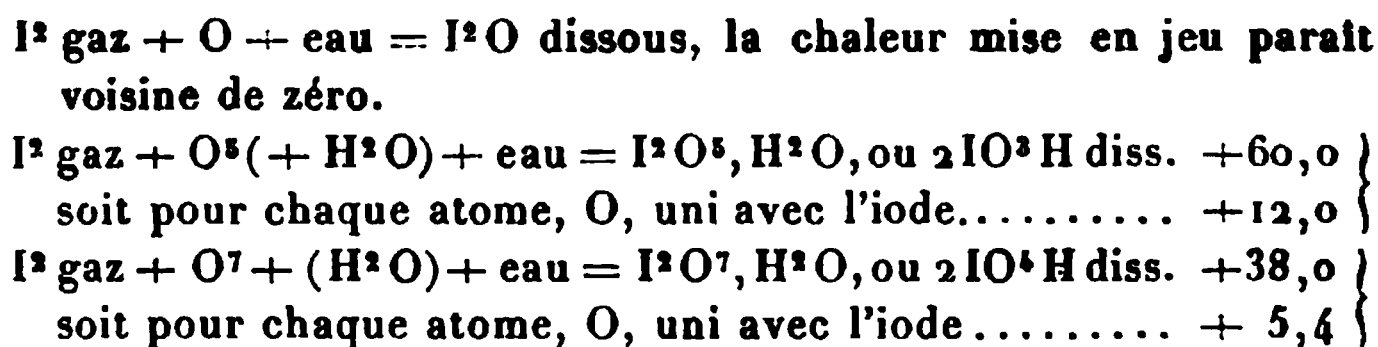 I² gaz + O + eau = I²O dissous, la chaleur mise en jeu paraît
voisine de zéro.
I² gaz + O⁵(+ H²O) + eau = I²O⁵, H²O, ou 2IO³H diss. +60,0
soit pour chaque atome, O, uni avec l'iode.......... +12,0
I² gaz + O⁷ + (H²O) + eau = I²O⁷, H²O, ou 2IO⁴H diss. +38,0
soit pour chaque atome, O, uni avec l'iode......... + 5,4